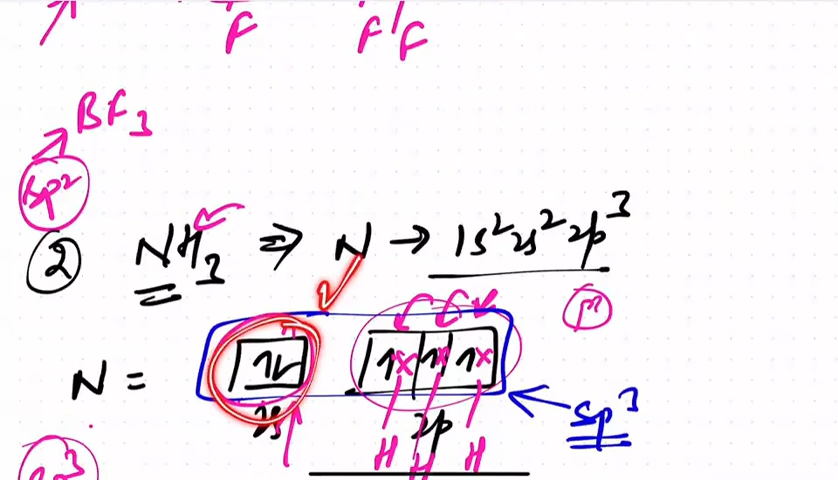 F F F
BF3
sp²
② NH3 ⇒ N → 1s² 2s² 2p³
N =
2s 2p sp³
H H H